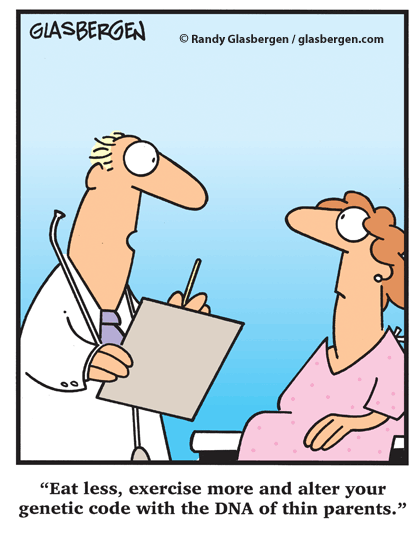 GLASBERGEN
© Randy Glasbergen / glasbergen.com
“Eat less, exercise more and alter your
genetic code with the DNA of thin parents.”